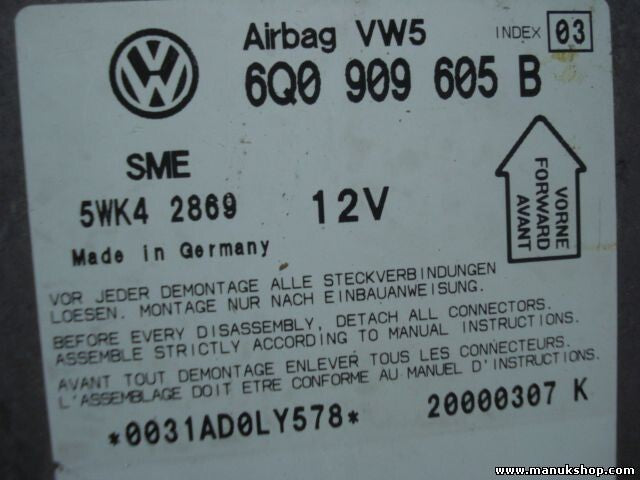 Airbag VW5 INDEX 03
6Q0 909 605 B
SME
5WK4 2869 12V
Made in Germany
VORNE
FORWARD
AVANT
VOR JEDER DEMONTAGE ALLE STECKVERBINDUNGEN
LOESEN. MONTAGE NUR NACH EINBAUANWEISUNG.
BEFORE EVERY DISASSEMBLY, DETACH ALL CONNECTORS.
ASSEMBLE STRICTLY ACCORDING TO MANUAL INSTRUCTIONS.
AVANT TOUT DEMONTAGE ENLEVER TOUS LES CONNECTEURS.
L'ASSEMBLAGE DOIT ETRE CONFORME AU MANUEL D'INSTRUCTIONS.
*0031AD0LY578* 20000307 K
www.manukshop.com